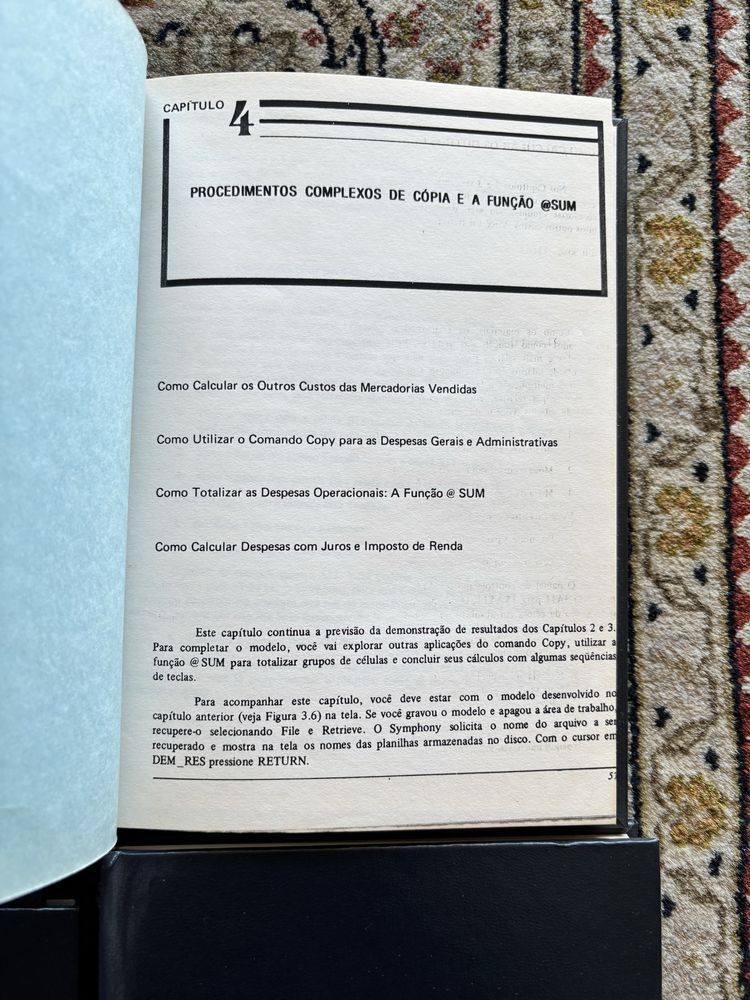 CAPÍTULO 4
PROCEDIMENTOS COMPLEXOS DE CÓPIA E A FUNÇÃO @SUM
Como Calcular os Outros Custos das Mercadorias Vendidas
Como Utilizar o Comando Copy para as Despesas Gerais e Administrativas
Como Totalizar as Despesas Operacionais: A Função @ SUM
Como Calcular Despesas com Juros e Imposto de Renda
Este capítulo continua a previsão da demonstração de resultados dos Capítulos 2 e 3.
Para completar o modelo, você vai explorar outras aplicações do comando Copy, utilizar a
função @SUM para totalizar grupos de células e concluir seus cálculos com algumas seqüências
de teclas.
Para acompanhar este capítulo, você deve estar com o modelo desenvolvido no
capítulo anterior (veja Figura 3.6) na tela. Se você gravou o modelo e apagou a área de trabalho,
recupere-o selecionando File e Retrieve. O Symphony solicita o nome do arquivo a ser
recuperado e mostra na tela os nomes das planilhas armazenadas no disco. Com o cursor em
DEM_RES pressione RETURN.